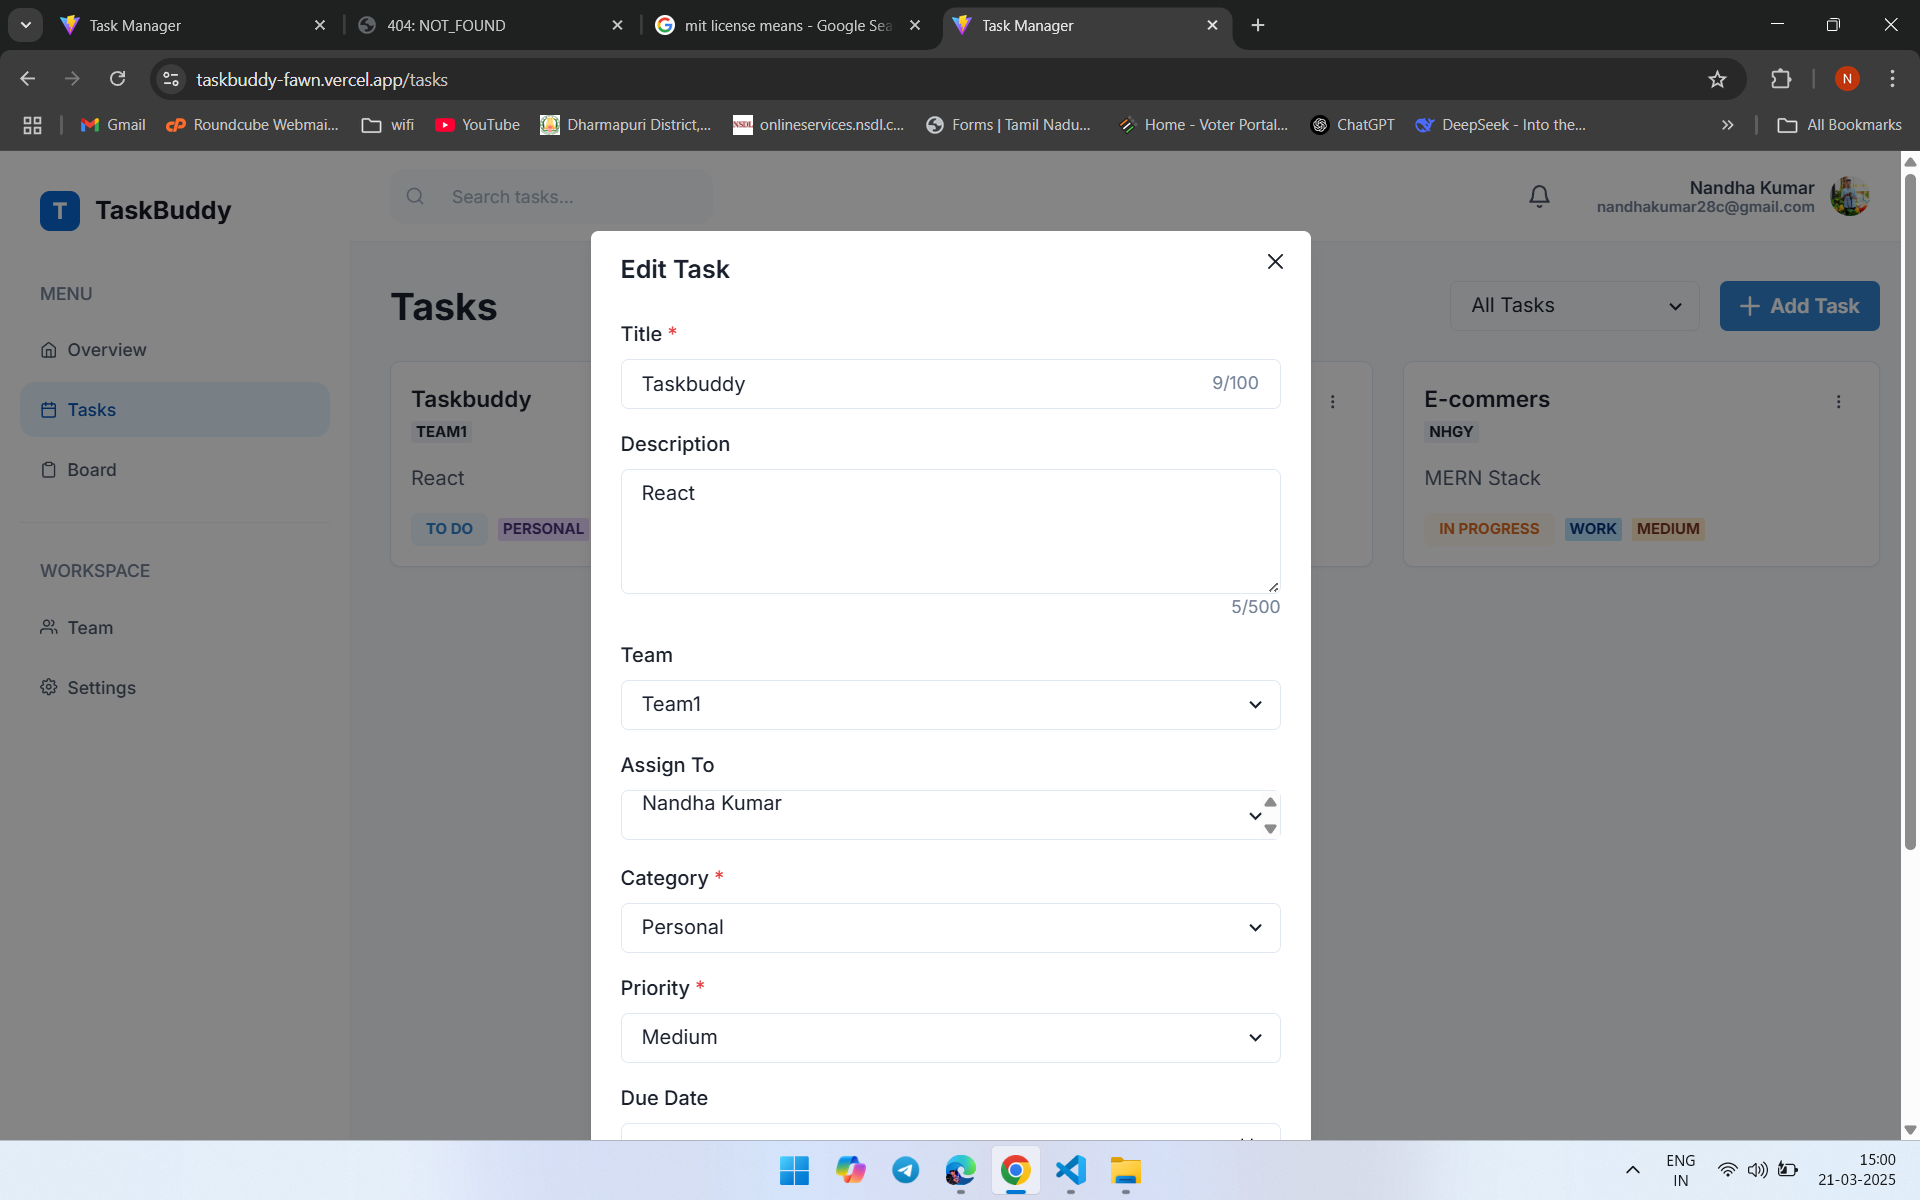 Task Manager
404: NOT_FOUND
mit license means - Google Sea
Task Manager
taskbuddy-fawn.vercel.app/tasks
N
Gmail
Roundcube Webmai...
wifi
YouTube
Dharmapuri District,...
NSDL
onlineservices.nsdl.c...
Forms | Tamil Nadu...
Home - Voter Portal...
ChatGPT
DeepSeek - Into the...
All Bookmarks
T
TaskBuddy
Search tasks...
Nandha Kumar
nandhakumar28c@gmail.com
MENU
Overview
Tasks
Board
WORKSPACE
Team
Settings
Tasks
All Tasks
Add Task
Taskbuddy
TEAM1
React
TO DO
PERSONAL
E-commers
NHGY
MERN Stack
IN PROGRESS
WORK
MEDIUM
Edit Task
Title *
Taskbuddy
9/100
Description
React
5/500
Team
Team1
Assign To
Nandha Kumar
Category *
Personal
Priority *
Medium
Due Date
ENG
IN
15:00
21-03-2025